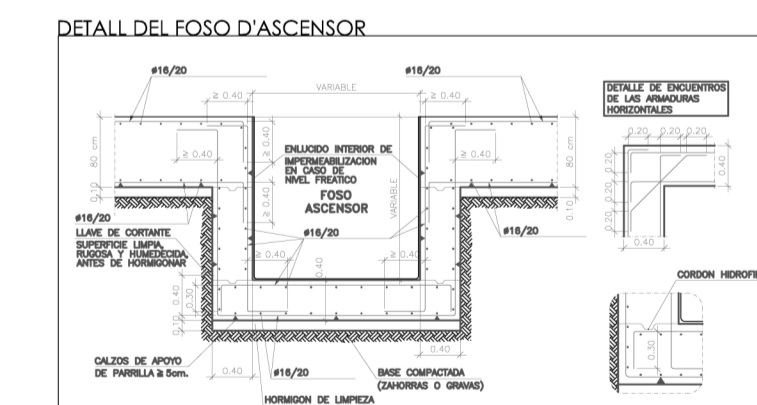 DETALL DEL FOSO D'ASCENSOR
ø16/20
ø16/20
VARIABLE
≥ 0.40
≥ 0.40
DETALLE DE ENCUENTROS
DE LAS ARMADURAS
HORIZONTALES
0.20
0.20
0.20
80 cm
≥ 0.40
≥ 0.40
ENLUCIDO INTERIOR DE
IMPERMEABILIZACION
EN CASO DE
NIVEL FREATICO
≥ 0.40
80 cm
0.20
0.20
0.20
0.40
FOSO
ASCENSOR
VARIABLE
0.10
≥ 0.40
0.10
ø16/20
ø16/20
ø16/20
LLAVE DE CORTANTE
SUPERFICIE LIMPIA,
RUGOSA Y HUMEDECIDA,
ANTES DE HORMIGONAR
0.40
≥ 0.40
0.40
≥ 0.40
CORDON HIDROFI
0.40
0.30
0.10
0.30
CALZOS DE APOYO
DE PARRILLA ≥ 5cm.
0.40
ø16/20
0.40
BASE COMPACTADA
(ZAHORRAS O GRAVAS)
HORMIGON DE LIMPIEZA